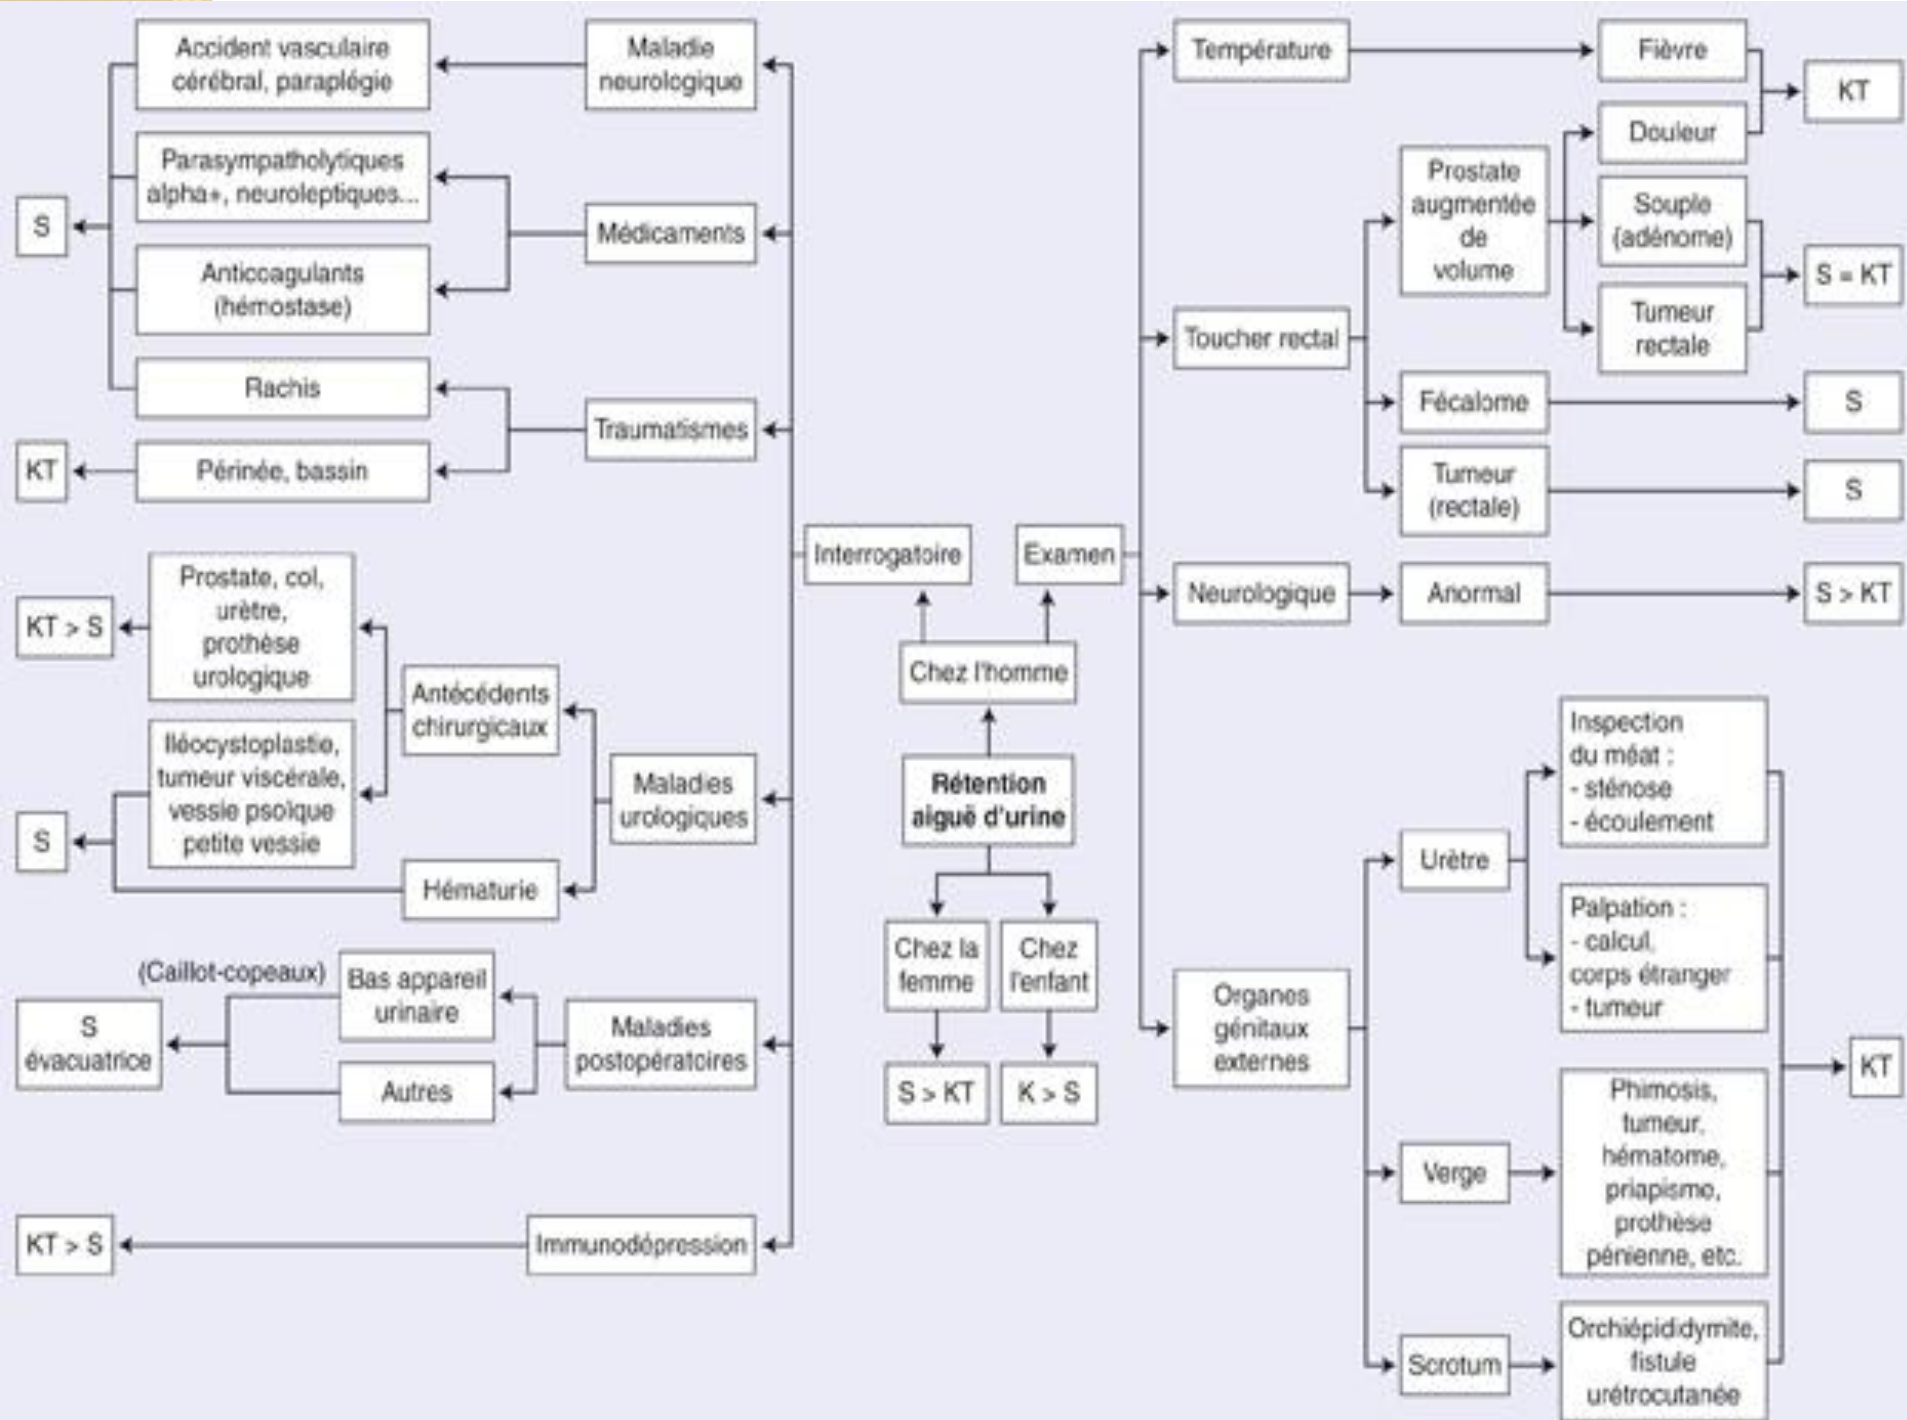 Accident vasculaire
cérébral, paraplégie
Maladie
neurologique
Parasympatholytiques
alpha+, neuroleptiques...
Médicaments
S
Anticoagulants
(hémostase)
Rachis
Traumatismes
KT
Périnée, bassin
Interrogatoire
Prostate, col,
urètre,
prothèse
urologique
KT > S
Antécédents
chirurgicaux
Iléocystoplastie,
tumeur viscérale,
vessie psoïque
petite vessie
Maladies
urologiques
S
Hématurie
(Caillot-copeaux)
Bas appareil
urinaire
S
évacuatrice
Maladies
postopératoires
Autres
KT > S
Immunodépression
Examen
Chez l'homme
Rétention
aiguë d'urine
Chez la
femme
Chez
l'enfant
S > KT
K > S
Température
Fièvre
KT
Douleur
Prostate
augmentée
de
volume
Souple
(adénome)
S = KT
Tumeur
rectale
Toucher rectal
Fécalome
S
Tumeur
(rectale)
S
Neurologique
Anormal
S > KT
Organes
génitaux
externes
Urètre
Inspection
du méat :
- sténose
- écoulement
Palpation :
- calcul,
corps étranger
- tumeur
KT
Verge
Phimosis,
tumeur,
hématome,
priapisme,
prothèse
pénienne, etc.
Scrotum
Orchiépididymite,
fistule
urétrocutanée